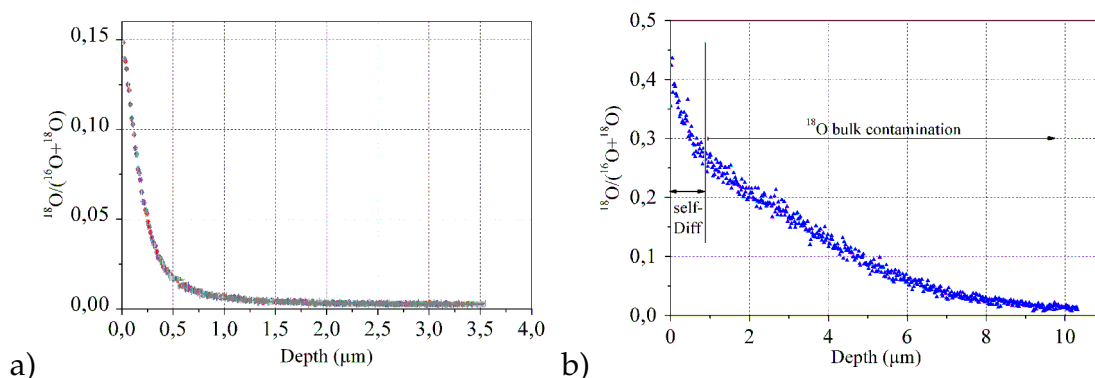 0,15
0,10
0,05
0,00
¹⁸O/(¹⁶O+¹⁸O)
0,0 0,5 1,0 1,5 2,0 2,5 3,0 3,5 4,0
Depth (µm)
a)
0,5
0,4
0,3
0,2
0,1
0,0
¹⁸O/(¹⁶O+¹⁸O)
¹⁸O bulk contamination
self-
Diff
0 2 4 6 8 10
Depth (µm)
b)